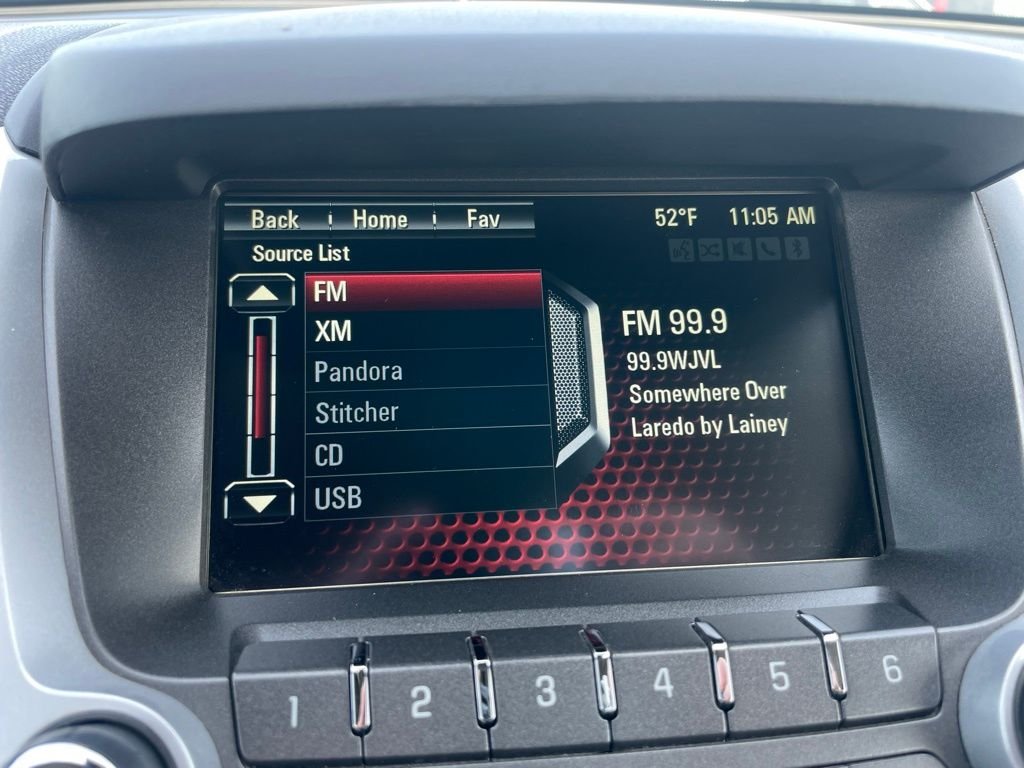 Back Home Fav 52°F 11:05 AM
Source List
FM
XM
Pandora
Stitcher
CD
USB
FM 99.9
99.9WJVL
Somewhere Over
Laredo by Lainey
1 2 3 4 5 6